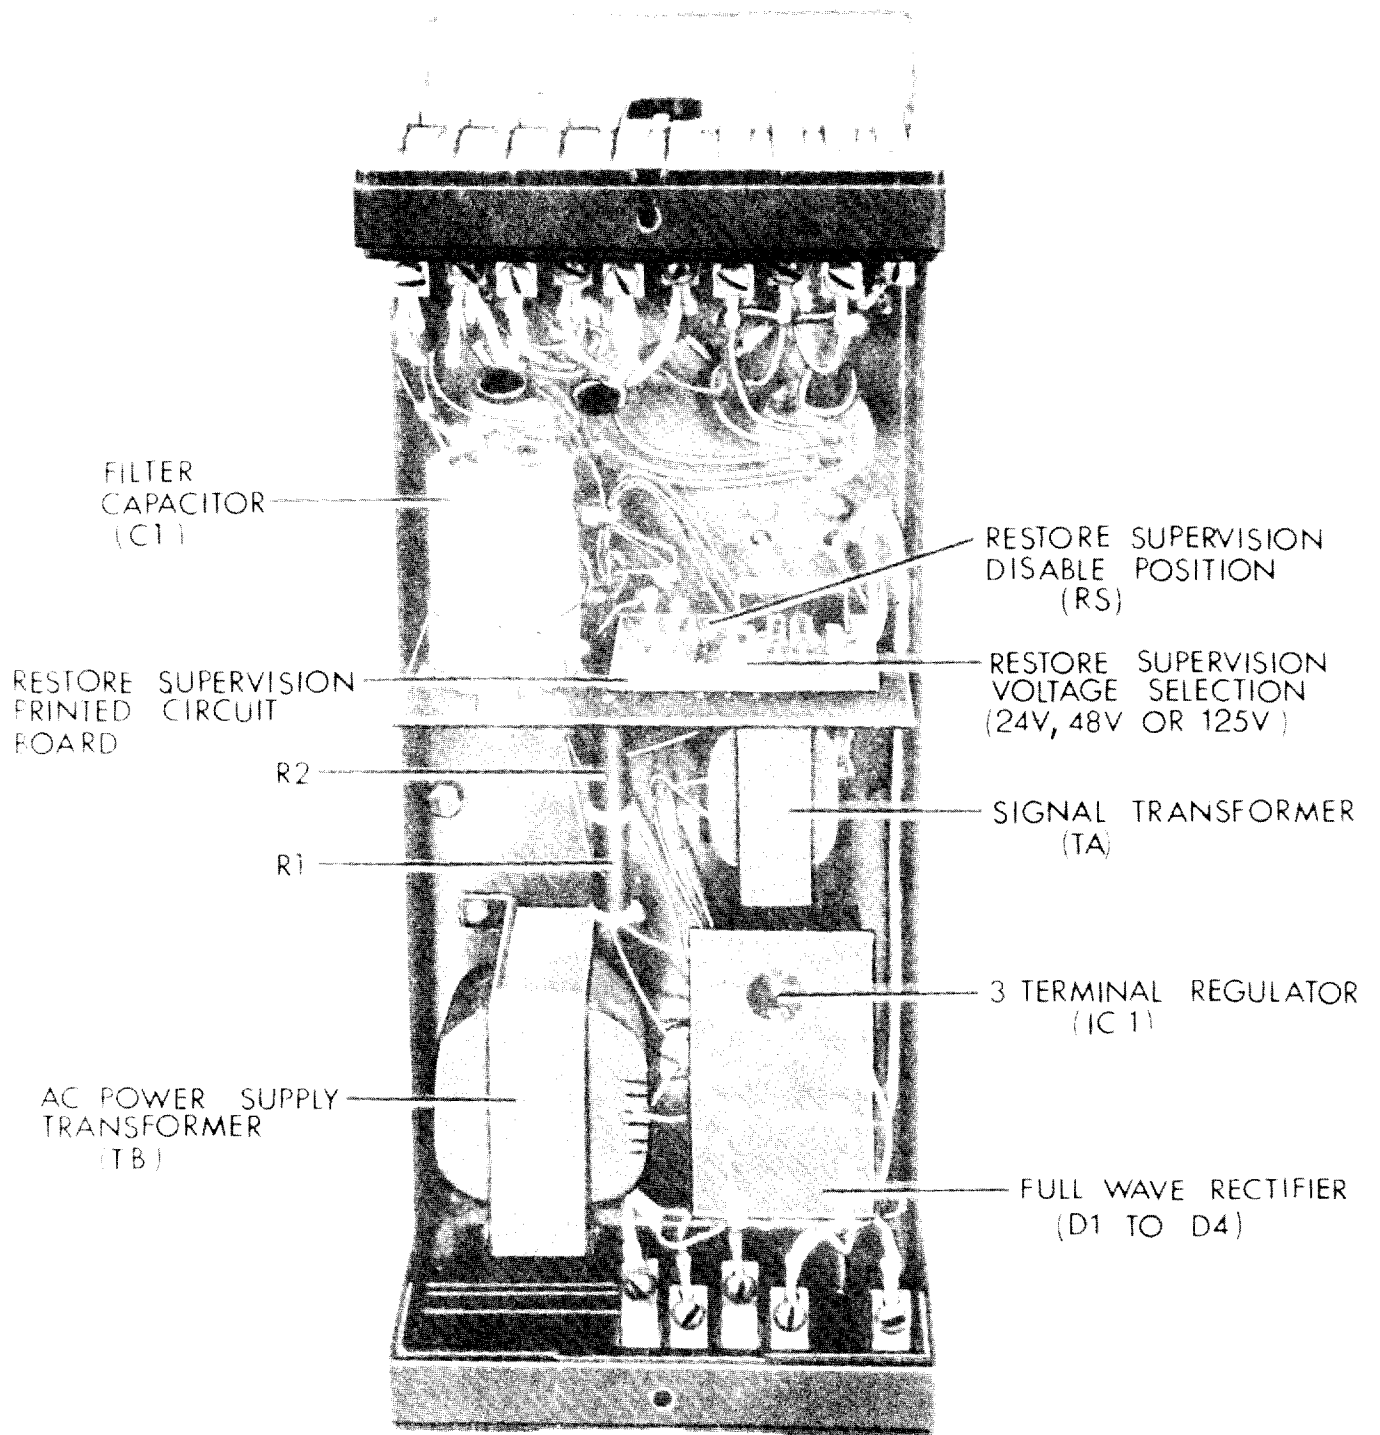 FILTER
CAPACITOR
(C1)
RESTORE SUPERVISION
DISABLE POSITION
(RS)
RESTORE SUPERVISION
PRINTED CIRCUIT
BOARD
RESTORE SUPERVISION
VOLTAGE SELECTION
(24V, 48V OR 125V)
R2
SIGNAL TRANSFORMER
(TA)
R1
3 TERMINAL REGULATOR
(IC 1)
AC POWER SUPPLY
TRANSFORMER
(TB)
FULL WAVE RECTIFIER
(D1 TO D4)